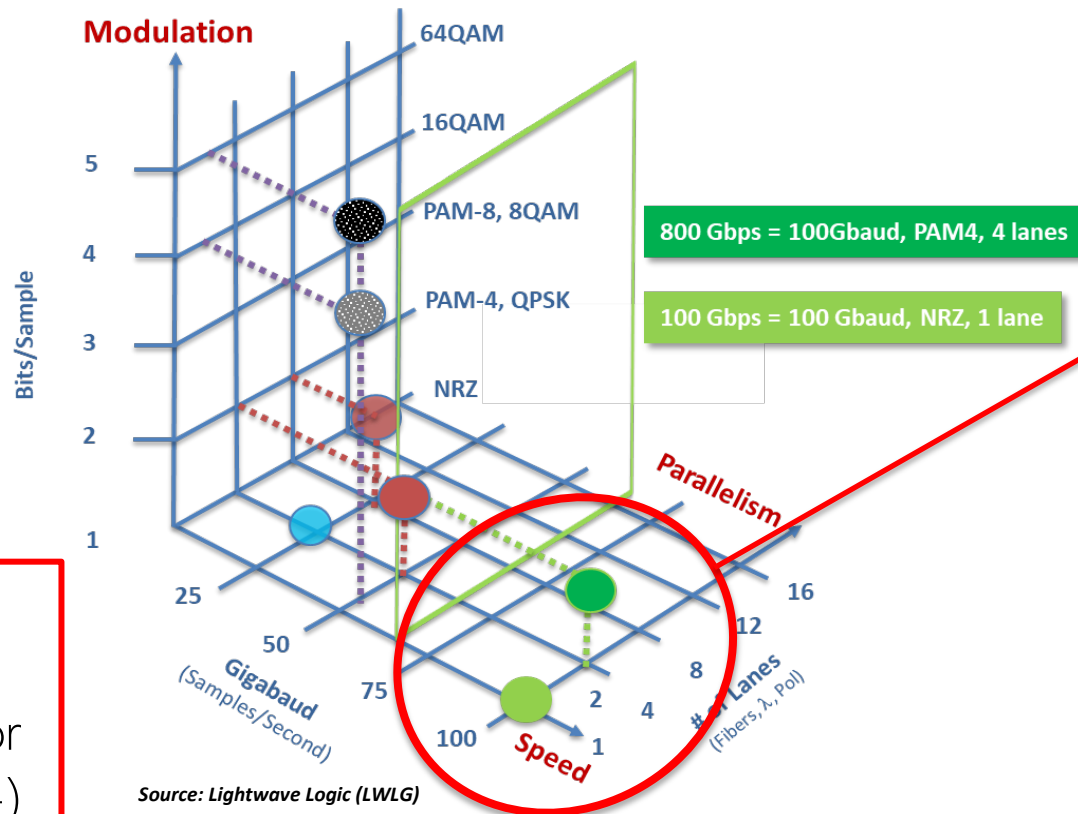 Modulation
64QAM
16QAM
5
PAM-8, 8QAM
800 Gbps = 100Gbaud, PAM4, 4 lanes
4
PAM-4, QPSK
100 Gbps = 100 Gbaud, NRZ, 1 lane
3
Bits/Sample
NRZ
2
Parallelism
1
16
25
12
50
8
Gigabaud
(Samples/Second)
75
2
4
# of Lanes
(Fibers, λ, Pol)
100
Speed
1
or
)
Source: Lightwave Logic (LWLG)